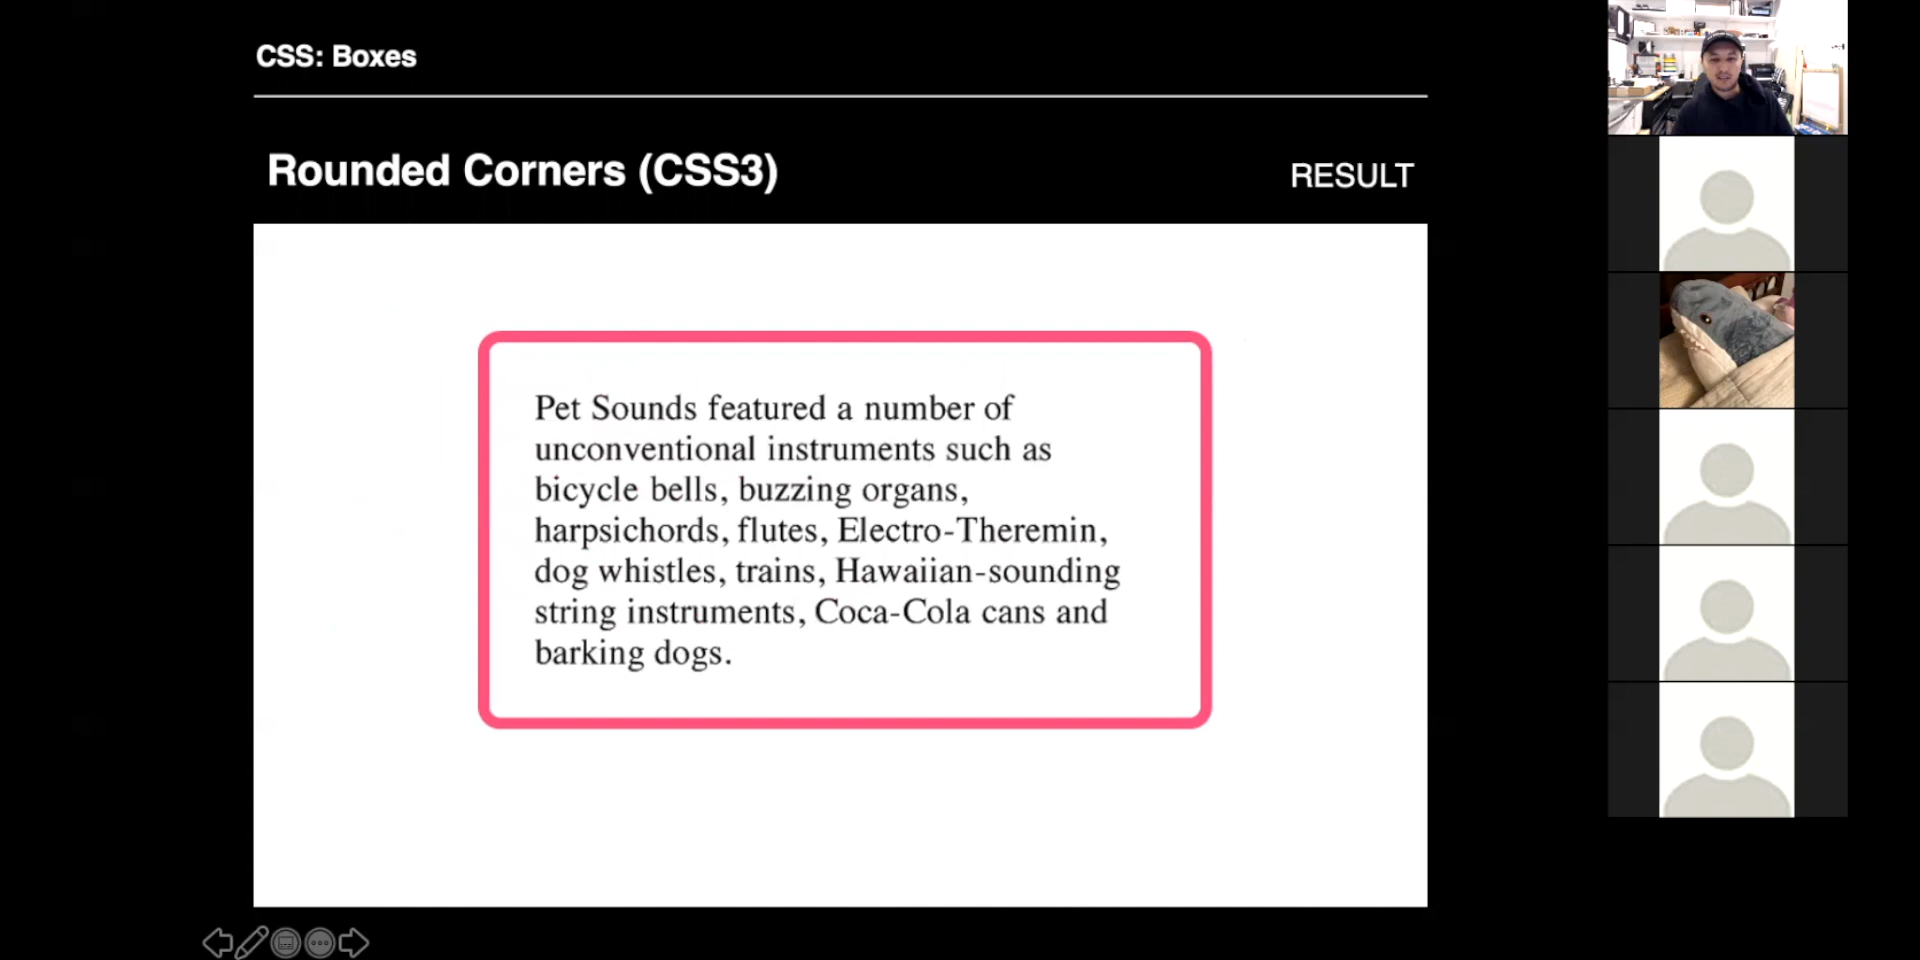 CSS: Boxes
Rounded Corners (CSS3)
RESULT
Pet Sounds featured a number of
unconventional instruments such as
bicycle bells, buzzing organs,
harpsichords, flutes, Electro-Theremin,
dog whistles, trains, Hawaiian-sounding
string instruments, Coca-Cola cans and
barking dogs.